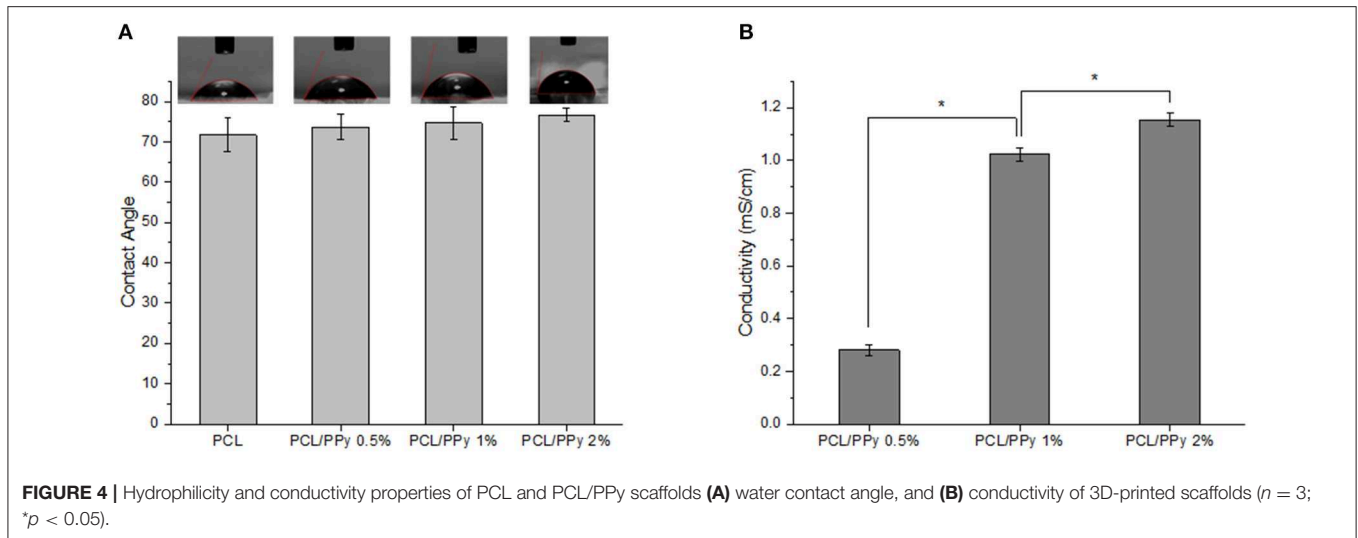 A
80
70
60
50
40
30
20
10
0
Contact Angle
PCL
PCL/PPy 0.5%
PCL/PPy 1%
PCL/PPy 2%
B
*
*
1.2
1.0
0.8
0.6
0.4
0.2
0.0
Conductivity (mS/cm)
PCL/PPy 0.5%
PCL/PPy 1%
PCL/PPy 2%
FIGURE 4 | Hydrophilicity and conductivity properties of PCL and PCL/PPy scaffolds (A) water contact angle, and (B) conductivity of 3D-printed scaffolds (n = 3;
*p < 0.05).